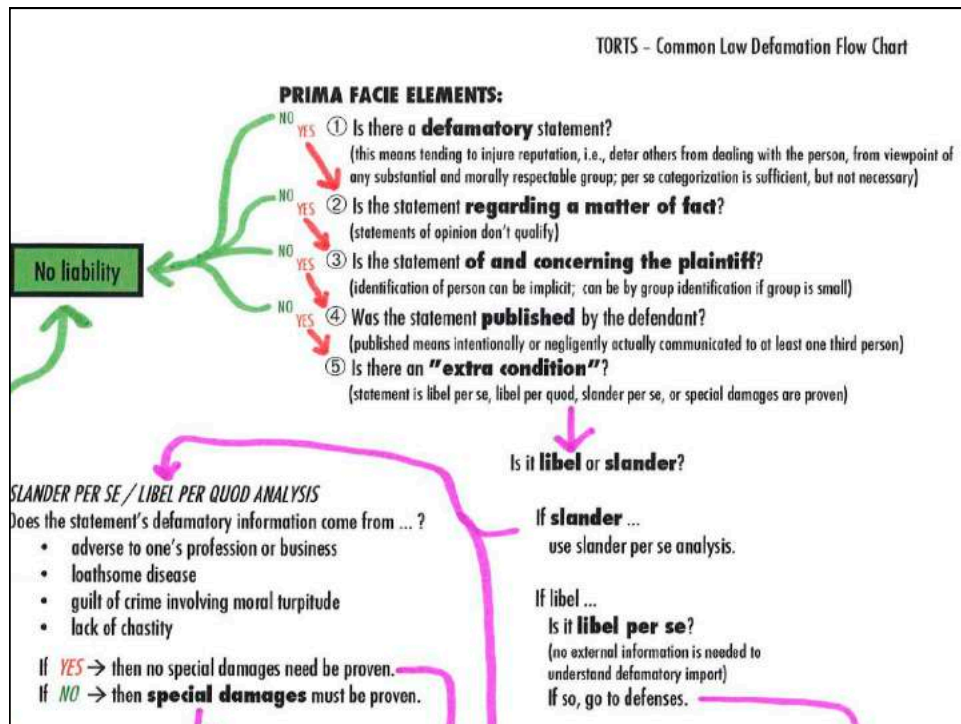 TORTS – Common Law Defamation Flow Chart
PRIMA FACIE ELEMENTS:
NO
YES ① Is there a defamatory statement?
(this means tending to injure reputation, i.e., deter others from dealing with the person, from viewpoint of
any substantial and morally respectable group; per se categorization is sufficient, but not necessary)
NO
YES ② Is the statement regarding a matter of fact?
(statements of opinion don't qualify)
NO
YES ③ Is the statement of and concerning the plaintiff?
(identification of person can be implicit; can be by group identification if group is small)
NO
YES ④ Was the statement published by the defendant?
(published means intentionally or negligently actually communicated to at least one third person)
⑤ Is there an "extra condition"?
(statement is libel per se, libel per quod, slander per se, or special damages are proven)
No liability
Is it libel or slander?
If slander ...
use slander per se analysis.
If libel ...
Is it libel per se?
(no external information is needed to
understand defamatory import)
If so, go to defenses.
SLANDER PER SE / LIBEL PER QUOD ANALYSIS
Does the statement's defamatory information come from ... ?
• adverse to one's profession or business
• loathsome disease
• guilt of crime involving moral turpitude
• lack of chastity
If YES → then no special damages need be proven.
If NO → then special damages must be proven.